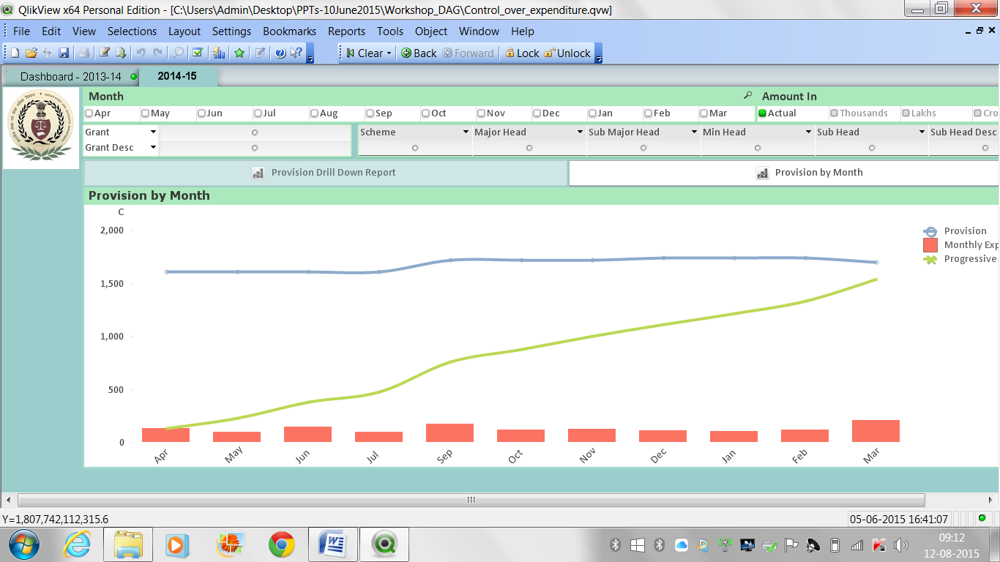 QlikView x64 Personal Edition - [C:\Users\Admin\Desktop\PPTs-10June2015\Workshop_DAG\Control_over_expenditure.qvw]
File Edit View Selections Layout Settings Bookmarks Reports Tools Object Window Help
Clear Back Forward Lock Unlock
Dashboard - 2013-14 2014-15
Month Amount In
Apr May Jun Jul Aug Sep Oct Nov Dec Jan Feb Mar Actual Thousands Lakhs Cro
Grant Scheme Major Head Sub Major Head Min Head Sub Head Sub Head Desc
Grant Desc
Provision Drill Down Report Provision by Month
Provision by Month
C
2,000
1,500
1,000
500
0
Apr May Jun Jul Sep Oct Nov Dec Jan Feb Mar
Provision
Monthly Exp
Progressive
Y=1,807,742,112,315.6 05-06-2015 16:41:07
09:12
12-08-2015